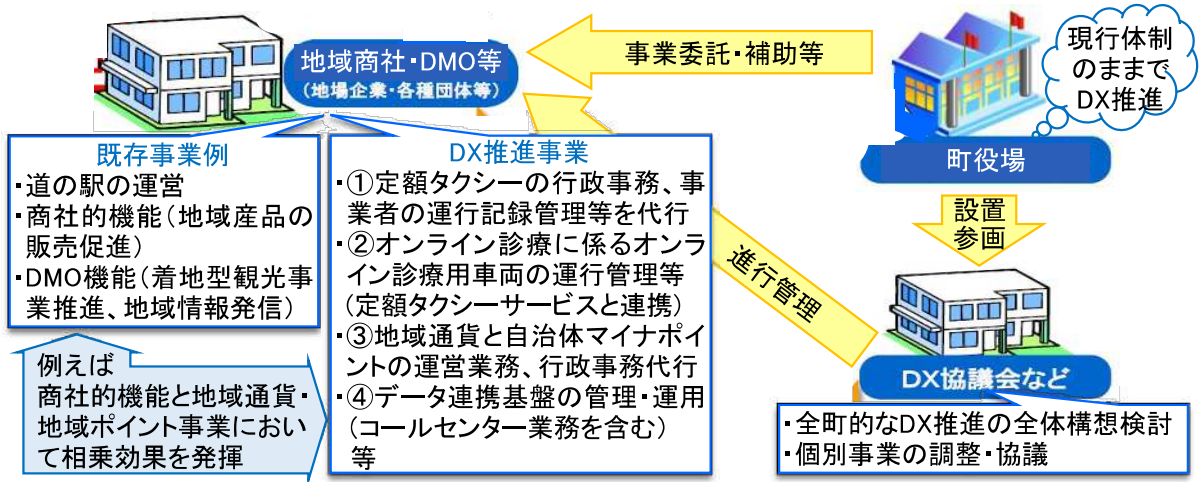 地域商社・DMO等
(地場企業・各種団体等)
事業委託・補助等
現行体制
のままで
DX推進
町役場
既存事業例
・道の駅の運営
・商社的機能(地域産品の
販売促進)
・DMO機能(着地型観光事
業推進、地域情報発信)
DX推進事業
・①定額タクシーの行政事務、事
業者の運行記録管理等を代行
・②オンライン診療に係るオンラ
イン診療用車両の運行管理等
(定額タクシーサービスと連携)
・③地域通貨と自治体マイナポイ
ントの運営業務、行政事務代行
・④データ連携基盤の管理・運用
(コールセンター業務を含む)
等
設置
参画
進行管理
例えば
商社的機能と地域通貨・
地域ポイント事業におい
て相乗効果を発揮
DX協議会など
・全町的なDX推進の全体構想検討
・個別事業の調整・協議